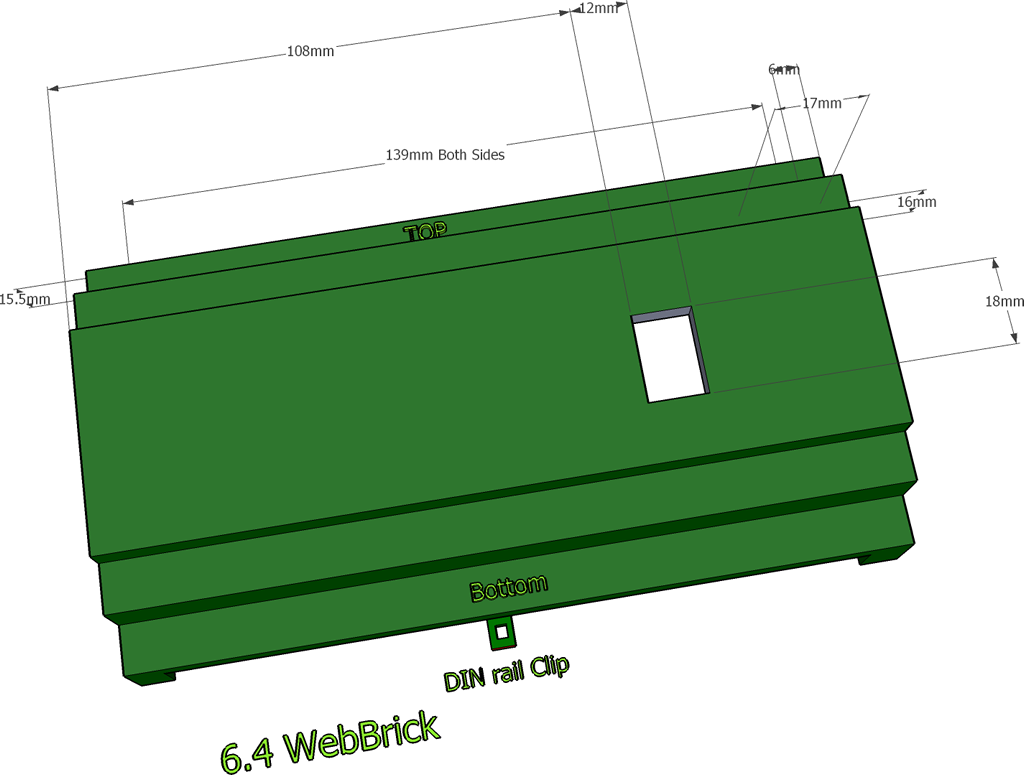 12mm
108mm
6mm
17mm
139mm Both Sides
16mm
TOP
15.5mm
18mm
Bottom
DIN rail Clip
6.4 WebBrick